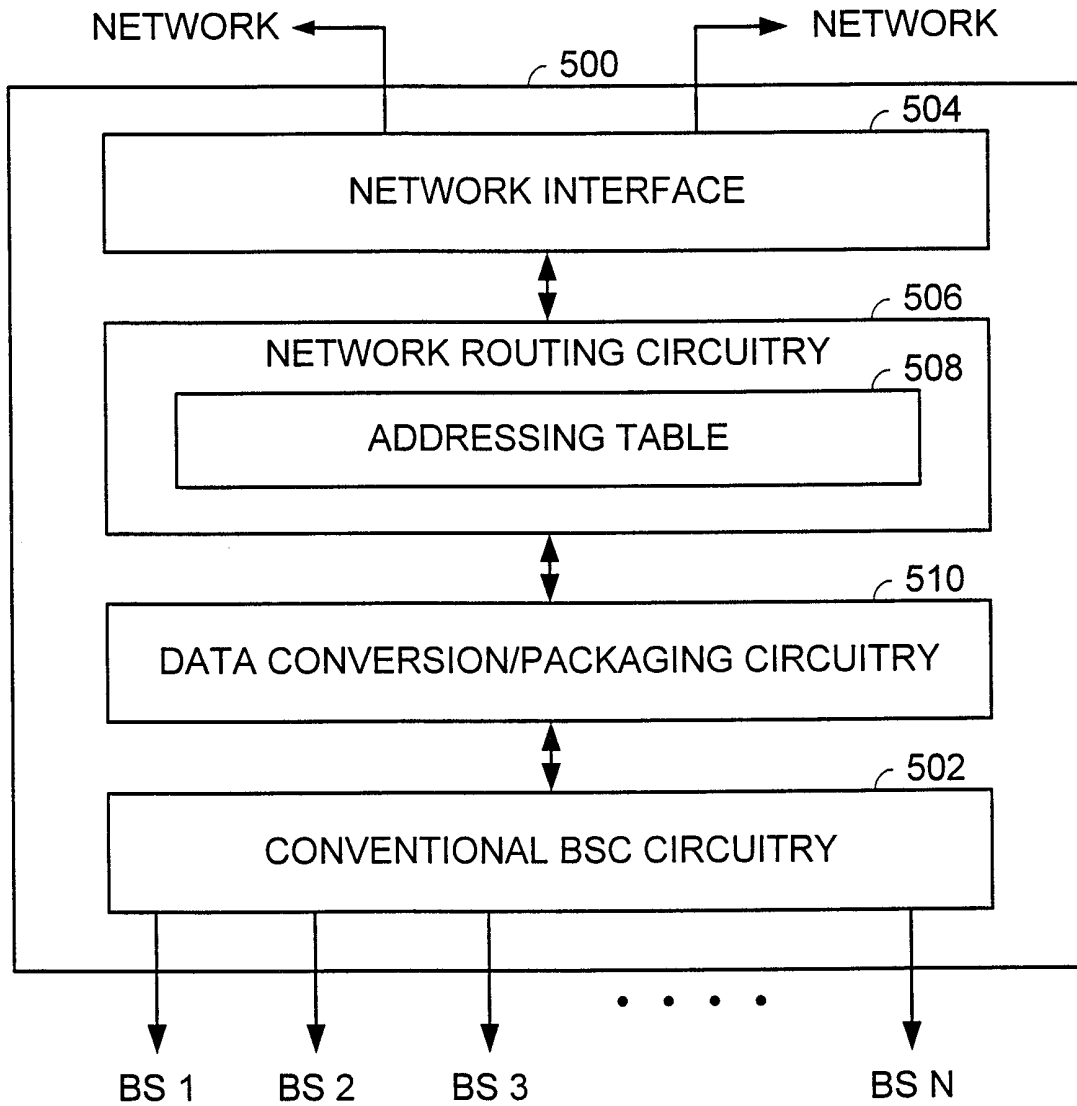 NETWORK
NETWORK
500
504
NETWORK INTERFACE
506
NETWORK ROUTING CIRCUITRY
508
ADDRESSING TABLE
510
DATA CONVERSION/PACKAGING CIRCUITRY
502
CONVENTIONAL BSC CIRCUITRY
BS 1 BS 2 BS 3 BS N